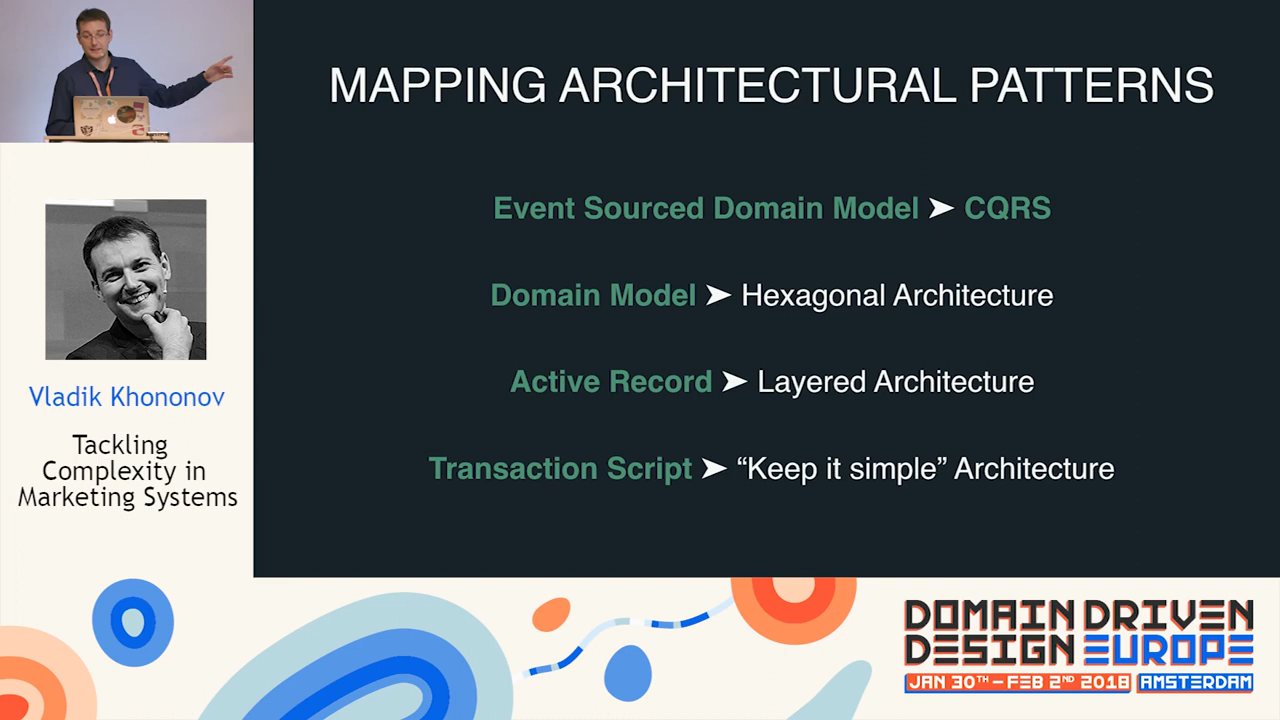 MAPPING ARCHITECTURAL PATTERNS
Event Sourced Domain Model ➤ CQRS
Domain Model ➤ Hexagonal Architecture
Active Record ➤ Layered Architecture
Transaction Script ➤ “Keep it simple” Architecture
Vladik Khononov
Tackling
Complexity in
Marketing Systems
DOMAIN DRIVEN
DESIGN EUROPE
JAN 30TH – FEB 2ND 2018 AMSTERDAM